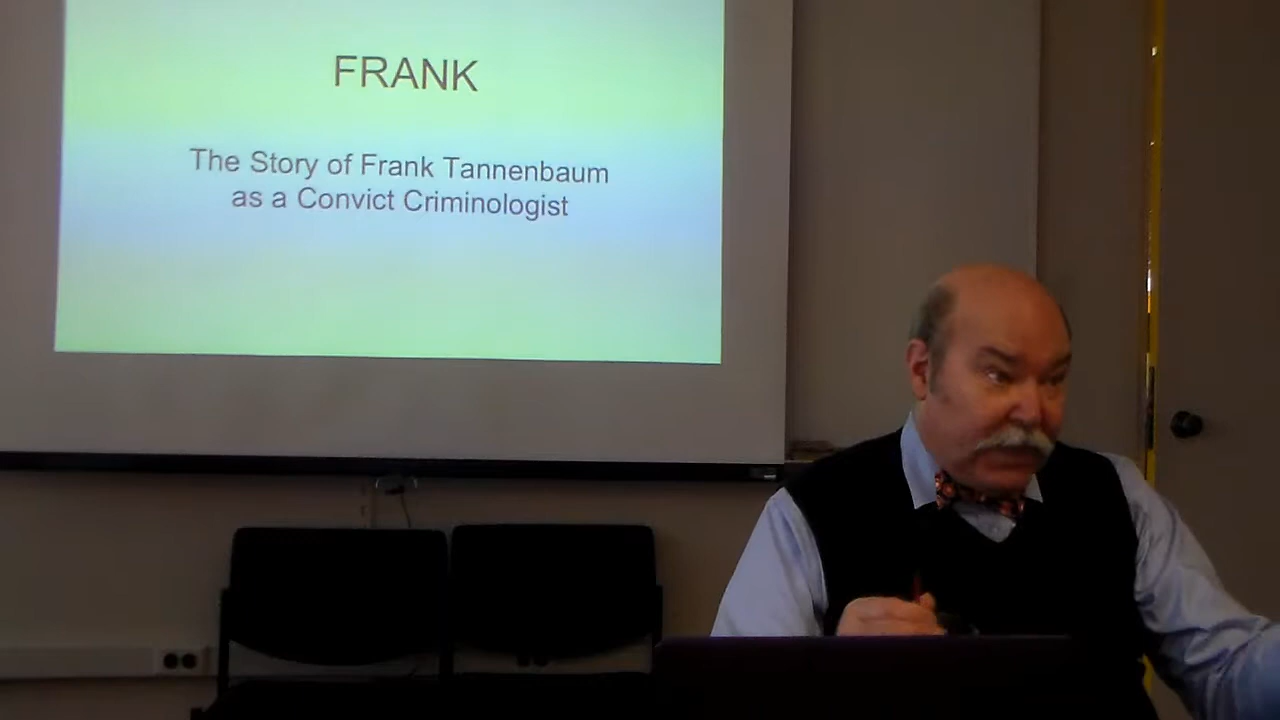 FRANK
The Story of Frank Tannenbaum
as a Convict Criminologist